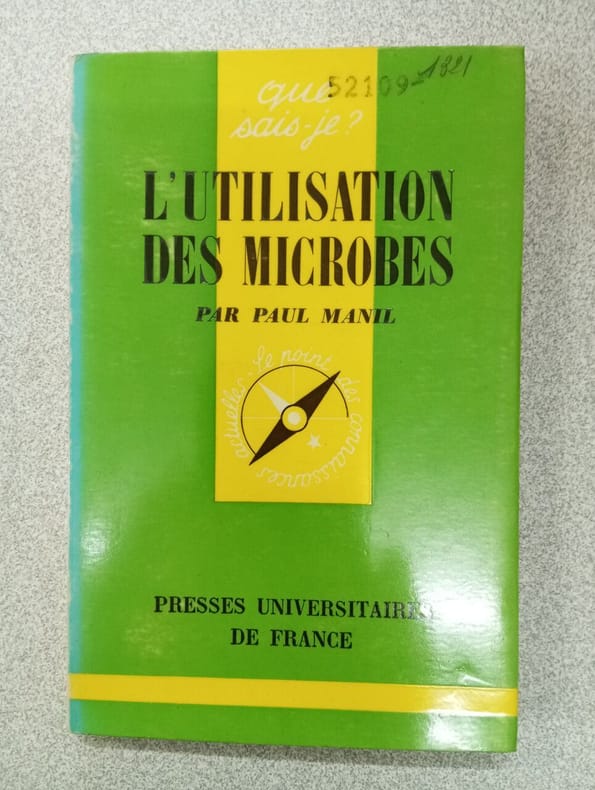 que
52109-1321
sais-je?
L'UTILISATION
DES MICROBES
PAR PAUL MANIL
le point des connaissances actuelles
PRESSES UNIVERSITAIRES
DE FRANCE